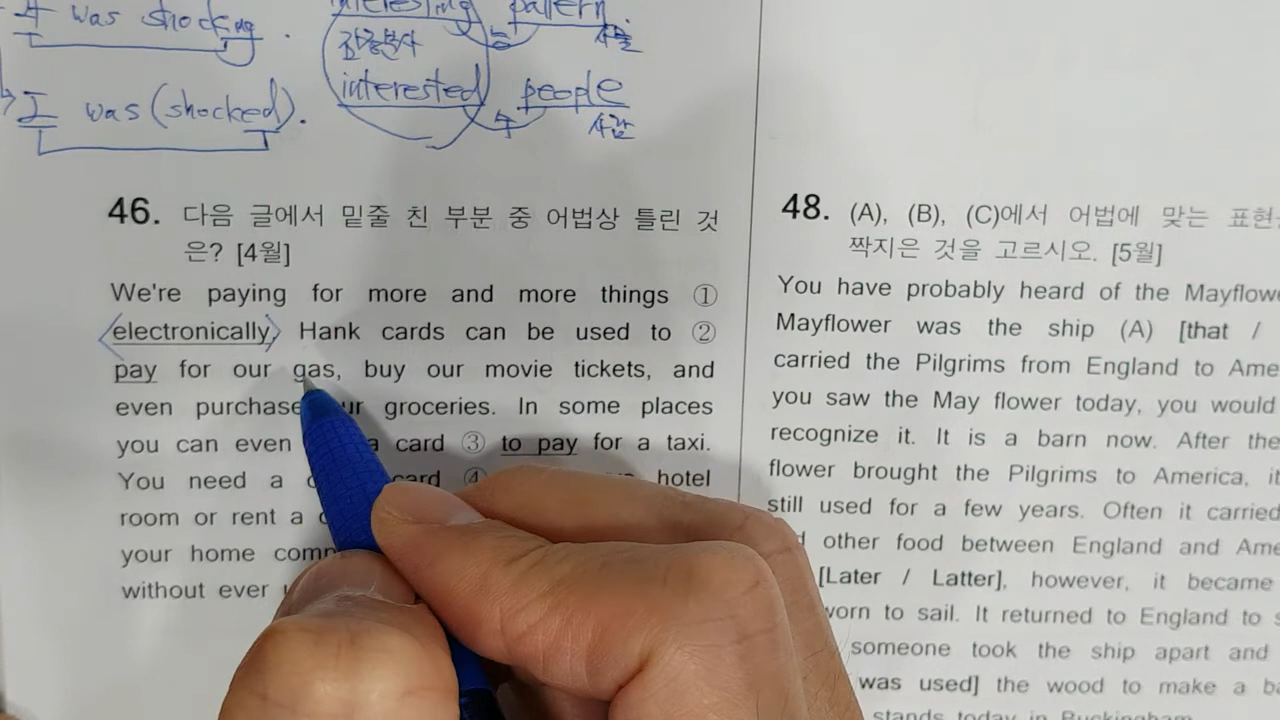 was shocking.
I was (shocked).
interesting pattern.
사물
감정분사
interested people
사람
46. 다음 글에서 밑줄 친 부분 중 어법상 틀린 것
은? [4월]
We're paying for more and more things ①
electronically Hank cards can be used to ②
pay for our gas, buy our movie tickets, and
even purchase groceries. In some places
you can even card ③ to pay for a taxi.
You need a card ④ hotel
room or rent a
your home
without ever
48. (A), (B), (C)에서 어법에 맞는
짝지은 것을 고르시오. [5월]
You have probably heard of the
Mayflower was the ship (A) [that /
carried the Pilgrims from England to
you saw the May flower today, you would
recognize it. It is a barn now. After the
flower brought the Pilgrims to America,
still used for a few years. Often it carried
other food between England and
[Later / Latter], however, it became
to sail. It returned to England to
someone took the ship apart and
was used] the wood to make a
stands today in